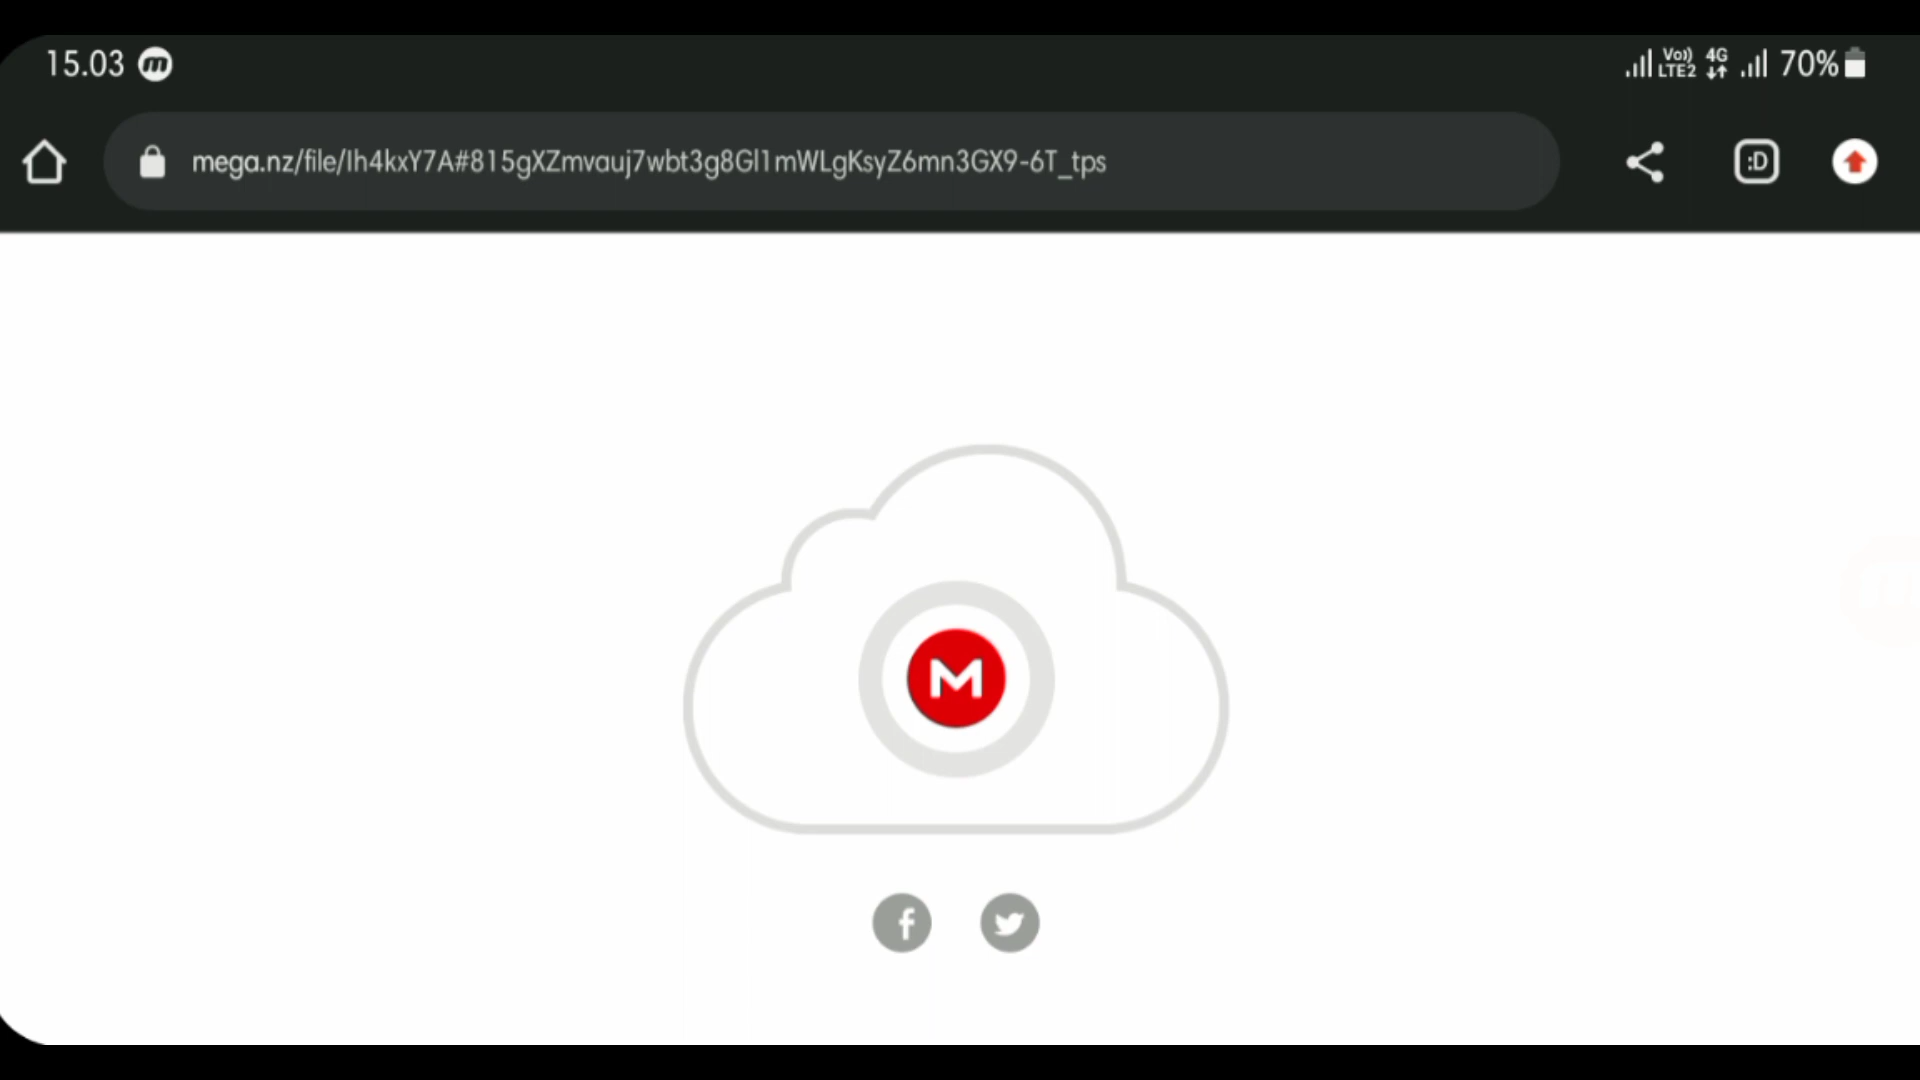 15.03 m Vo)) LTE2 4G 70%
mega.nz/file/Ih4kxY7A#815gXZmvauj7wbt3g8Gl1mWLgKsyZ6mn3GX9-6T_tps
:D
M